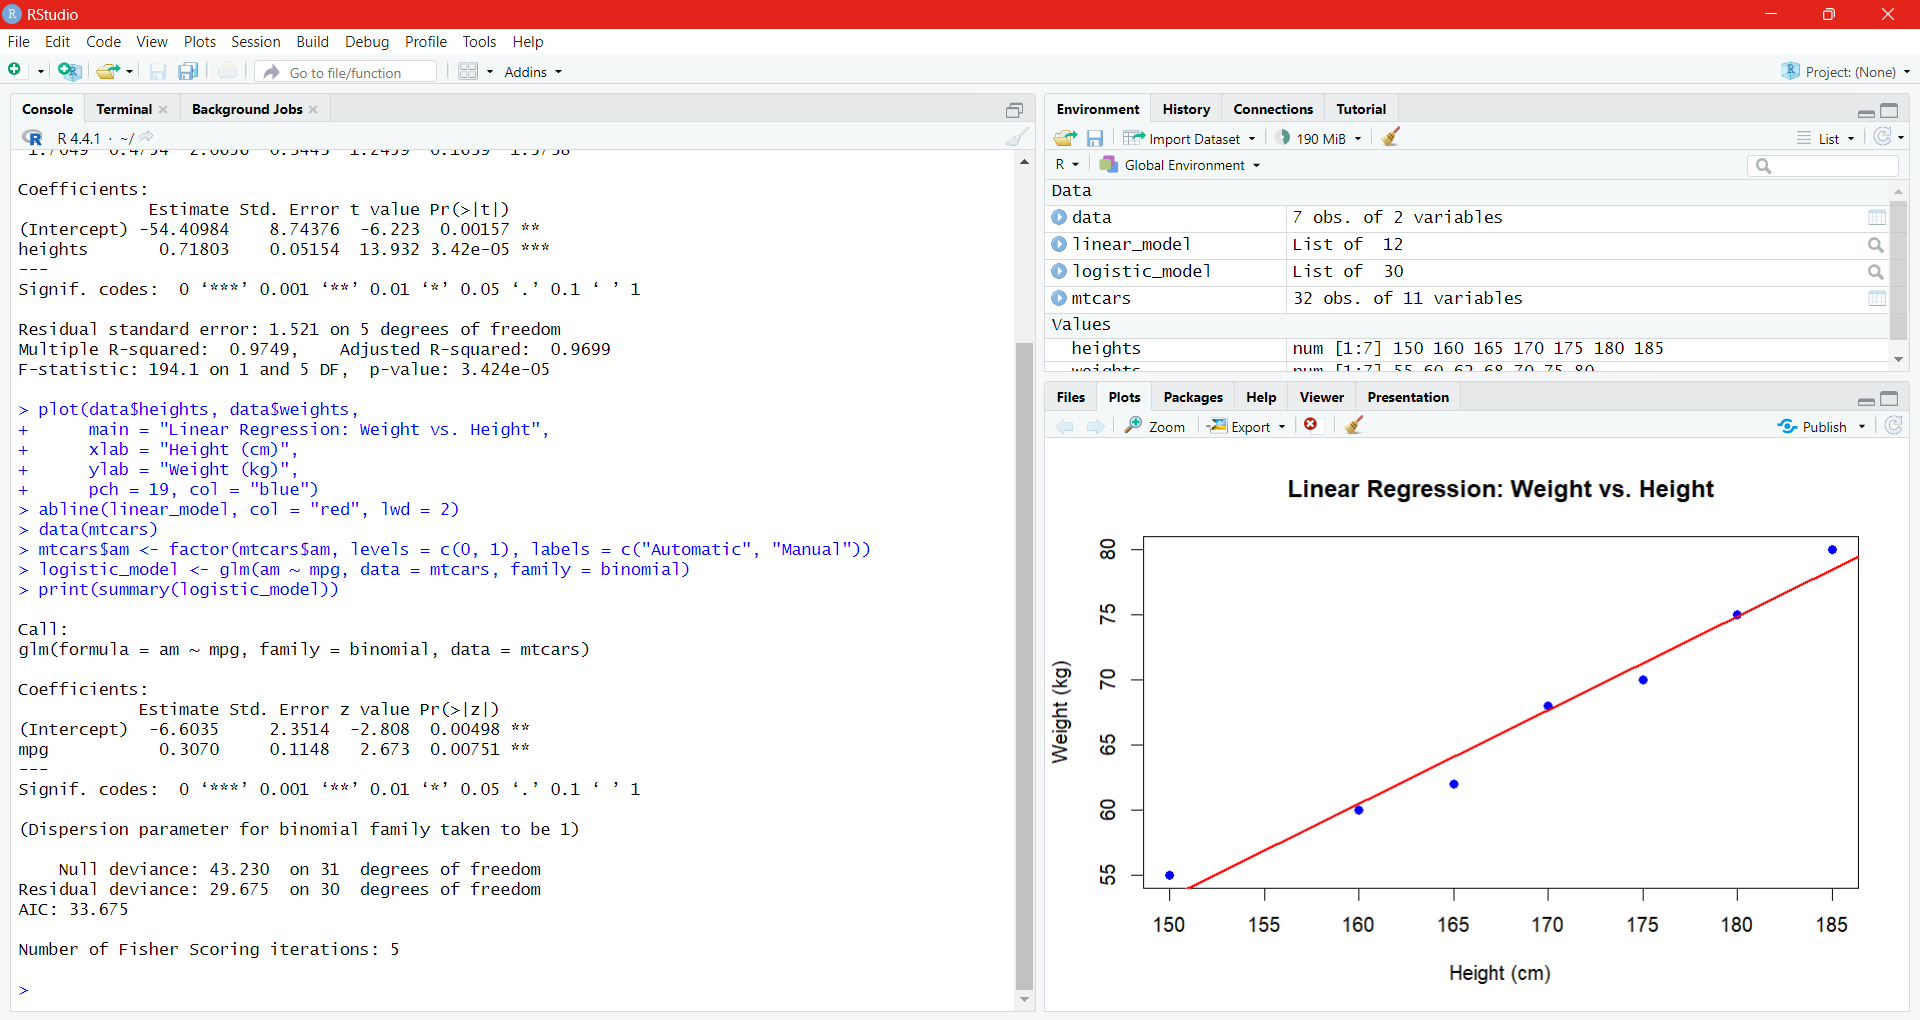 RStudio
File Edit Code View Plots Session Build Debug Profile Tools Help
Go to file/function Addins Project: (None)
Console Terminal Background Jobs
R 4.4.1 · ~/
Coefficients:
Estimate Std. Error t value Pr(>|t|)
(Intercept) -54.40984 8.74376 -6.223 0.00157 **
heights 0.71803 0.05154 13.932 3.42e-05 ***
---
Signif. codes: 0 ‘***’ 0.001 ‘**’ 0.01 ‘*’ 0.05 ‘.’ 0.1 ‘ ’ 1
Residual standard error: 1.521 on 5 degrees of freedom
Multiple R-squared: 0.9749, Adjusted R-squared: 0.9699
F-statistic: 194.1 on 1 and 5 DF, p-value: 3.424e-05
> plot(data$heights, data$weights,
+ main = "Linear Regression: Weight vs. Height",
+ xlab = "Height (cm)",
+ ylab = "Weight (kg)",
+ pch = 19, col = "blue")
> abline(linear_model, col = "red", lwd = 2)
> data(mtcars)
> mtcars$am <- factor(mtcars$am, levels = c(0, 1), labels = c("Automatic", "Manual"))
> logistic_model <- glm(am ~ mpg, data = mtcars, family = binomial)
> print(summary(logistic_model))
Call:
glm(formula = am ~ mpg, family = binomial, data = mtcars)
Coefficients:
Estimate Std. Error z value Pr(>|z|)
(Intercept) -6.6035 2.3514 -2.808 0.00498 **
mpg 0.3070 0.1148 2.673 0.00751 **
---
Signif. codes: 0 ‘***’ 0.001 ‘**’ 0.01 ‘*’ 0.05 ‘.’ 0.1 ‘ ’ 1
(Dispersion parameter for binomial family taken to be 1)
Null deviance: 43.230 on 31 degrees of freedom
Residual deviance: 29.675 on 30 degrees of freedom
AIC: 33.675
Number of Fisher Scoring iterations: 5
>
Environment History Connections Tutorial
Import Dataset 190 MiB List
R Global Environment
Data
data 7 obs. of 2 variables
linear_model List of 12
logistic_model List of 30
mtcars 32 obs. of 11 variables
Values
heights num [1:7] 150 160 165 170 175 180 185
weights num [1:7] 55 60 62 68 70 75 80
Files Plots Packages Help Viewer Presentation
Zoom Export Publish
Linear Regression: Weight vs. Height
Weight (kg)
80
75
70
65
60
55
150 155 160 165 170 175 180 185
Height (cm)